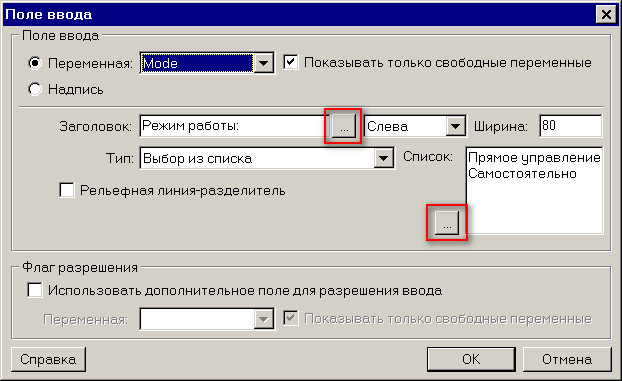 Поле ввода
Поле ввода
Переменная: Mode Показывать только свободные переменные
Надпись
Заголовок: Режим работы: ... Слева Ширина: 80
Тип: Выбор из списка Список: Прямое управление
Самостоятельно
Рельефная линия-разделитель
...
Флаг разрешения
Использовать дополнительное поле для разрешения ввода
Переменная: Показывать только свободные переменные
Справка OK Отмена